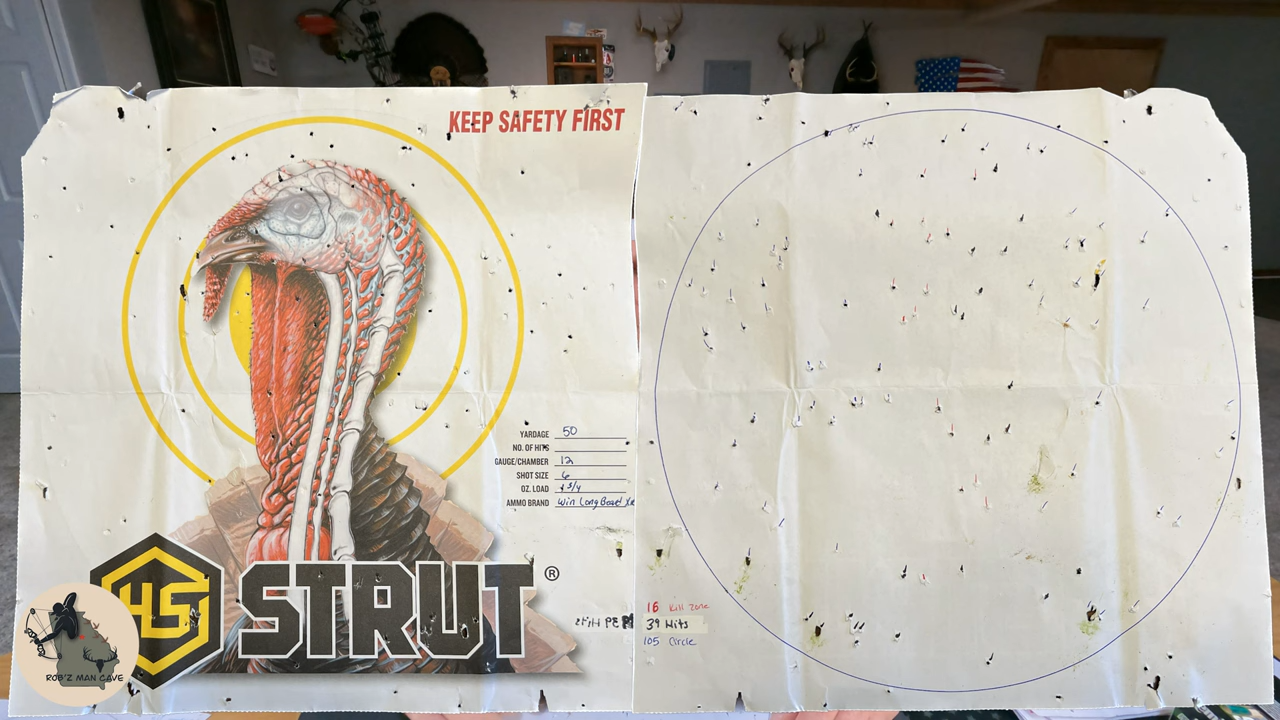 KEEP SAFETY FIRST
YARDAGE 50
NO. OF HITS
GAUGE/CHAMBER 12
SHOT SIZE 6
OZ. LOAD
AMMO BRAND Win Long Beard
HS STRUT®
16 Kill Zone
39 Hits
105 Circle
ROB'Z MAN CAVE